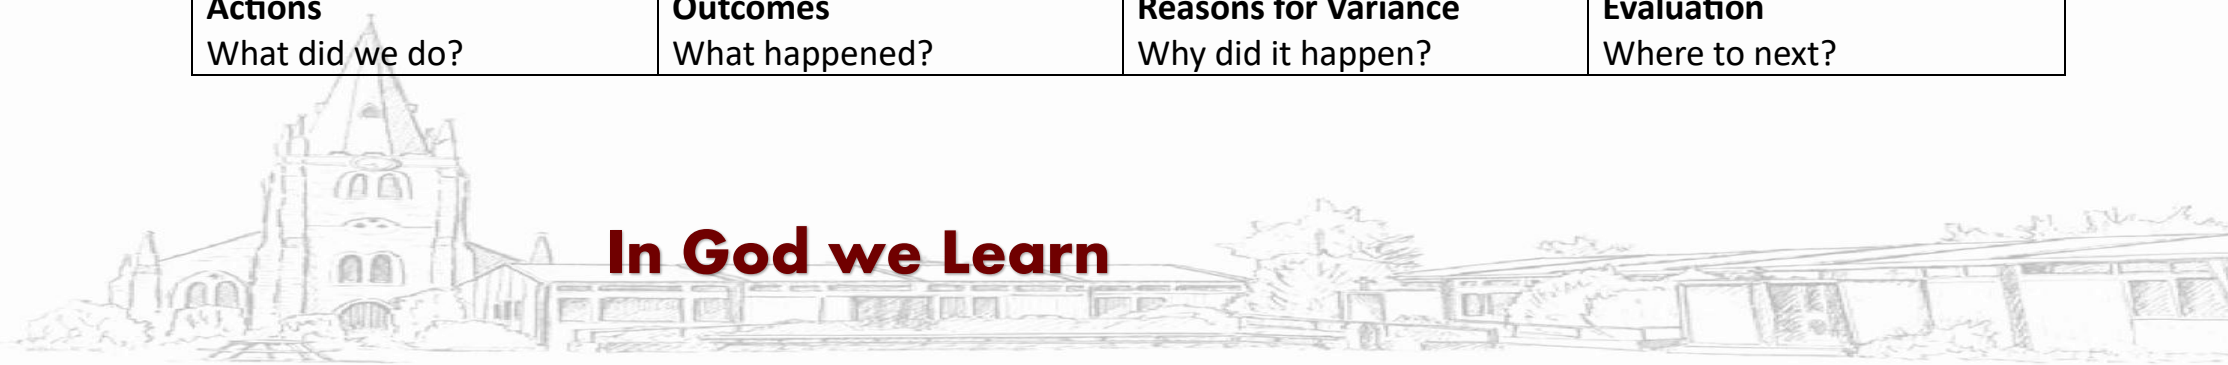 Actions Outcomes Reasons for Variance Evaluation
What did we do? What happened? Why did it happen? Where to next?
In God we Learn